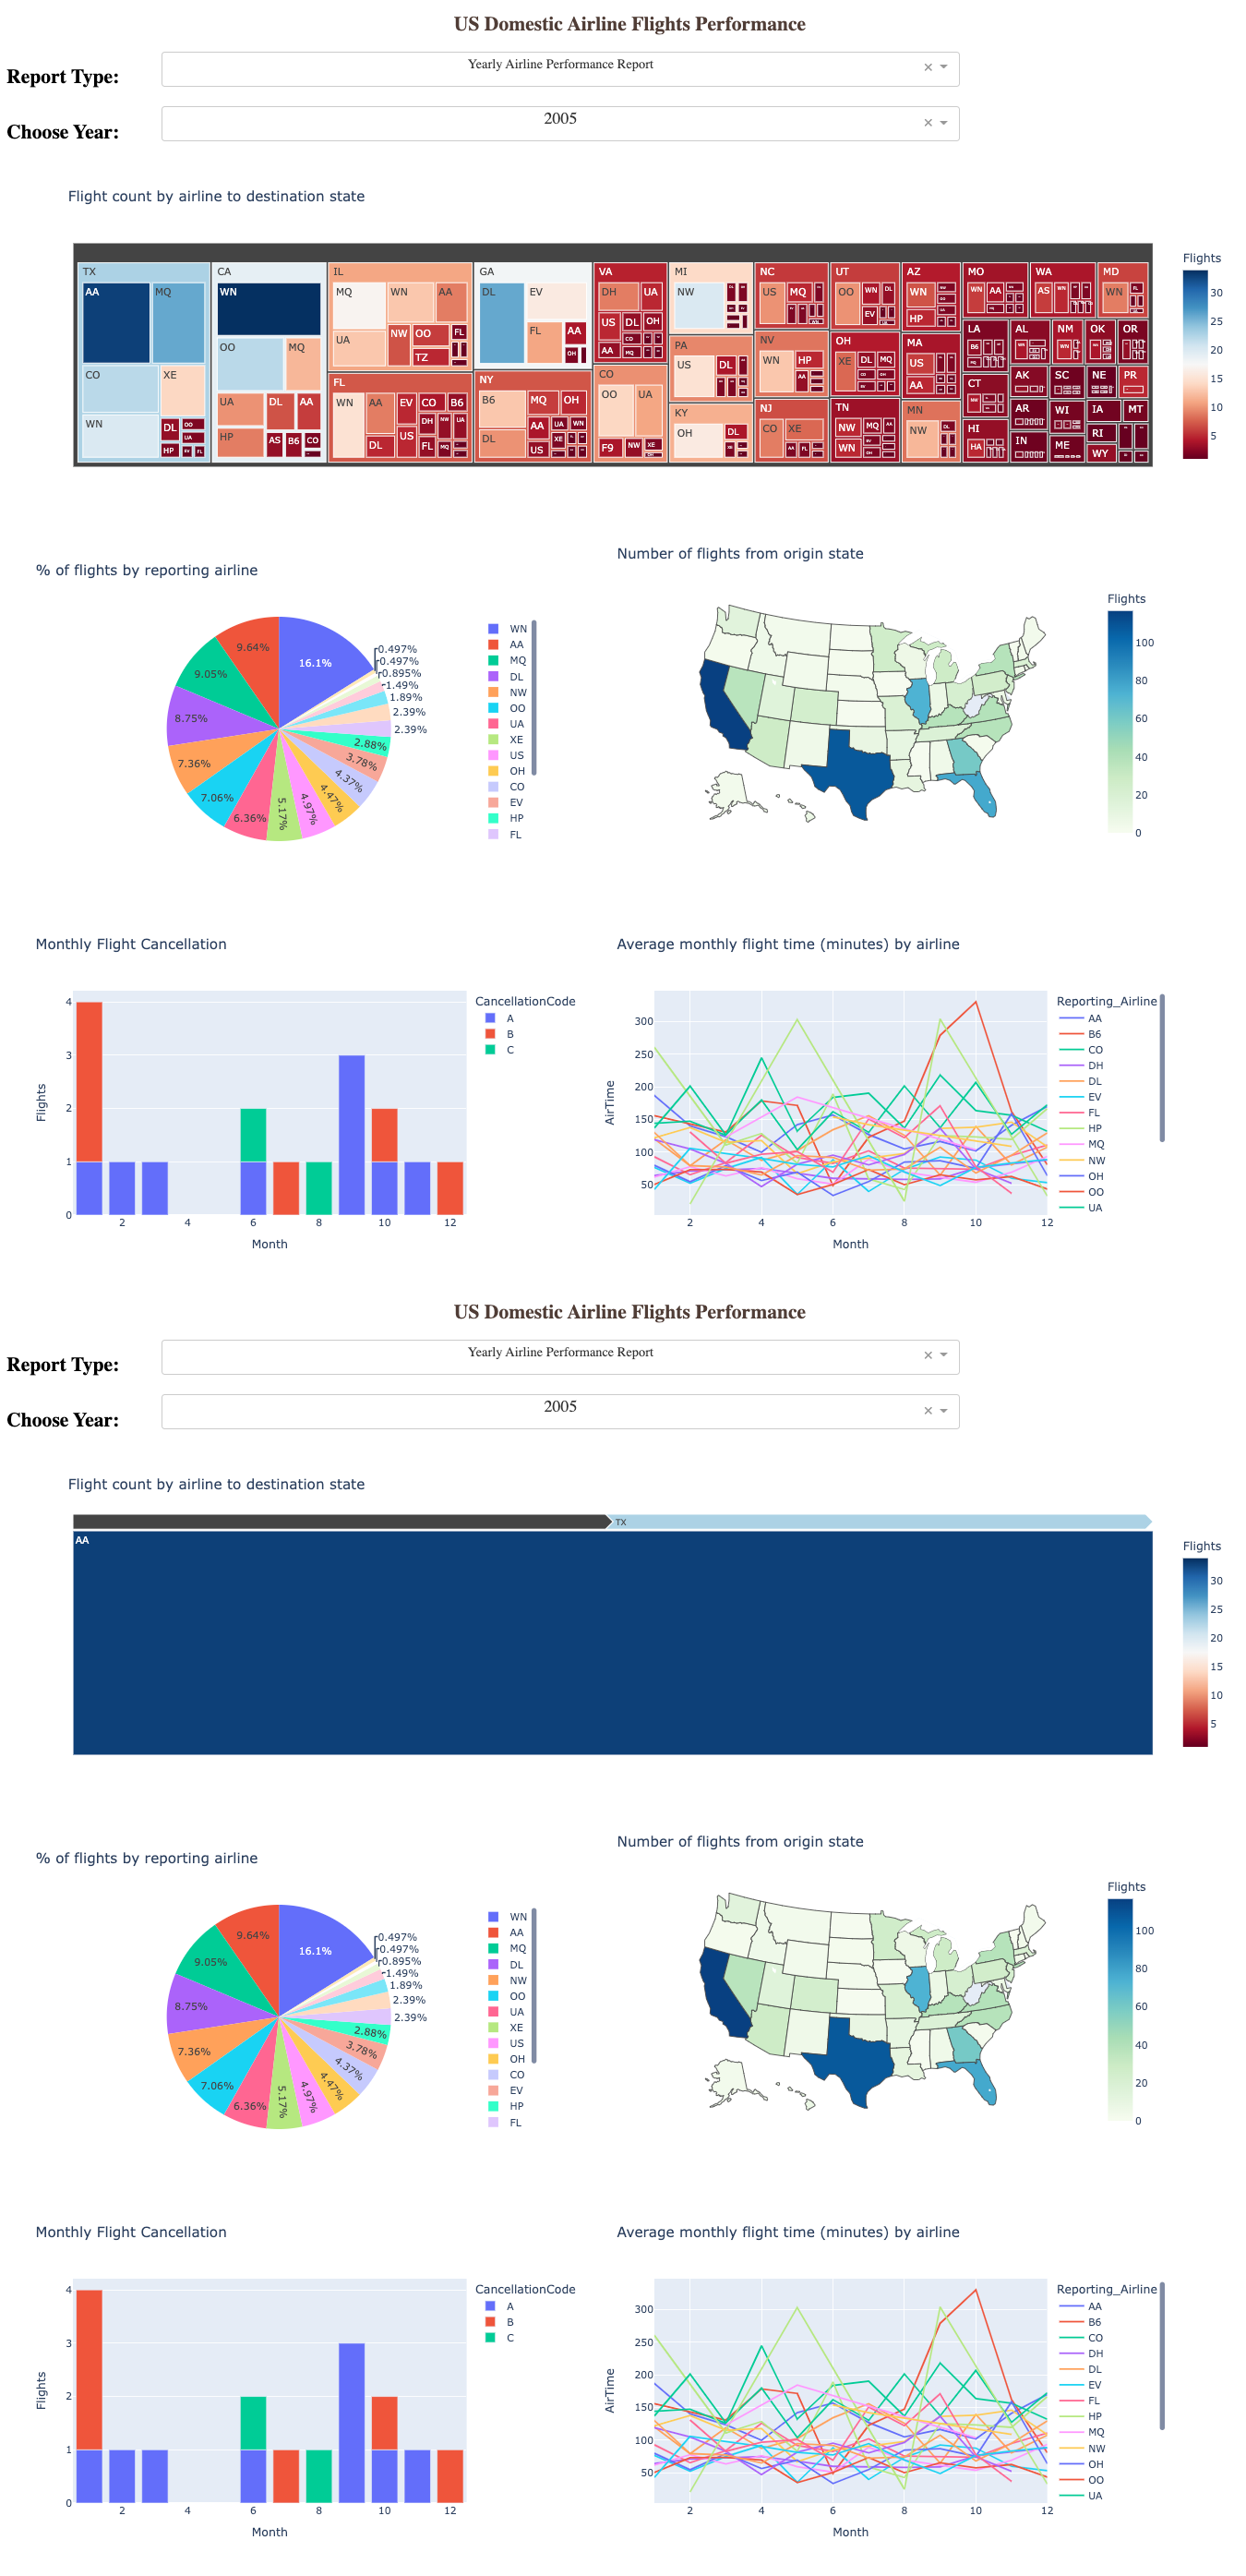 US Domestic Airline Flights Performance
Report Type:
Yearly Airline Performance Report
Choose Year:
2005
Flight count by airline to destination state
TX
CA
IL
GA
VA
MI
NC
UT
AZ
MO
WA
MD
AA
MQ
WN
MQ
WN
AA
DL
EV
DH
UA
NW
US
MQ
OO
WN
DL
WN
WN
AA
AS
WN
WN
EV
HP
OO
MQ
UA
NW
OO
FL
TZ
FL
AA
OH
US
DL
OH
AA
CO
MQ
LA
AL
NM
OK
OR
CO
XE
WN
DL
OO
UA
HP
UA
DL
AA
HP
AS
B6
CO
FL
WN
AA
EV
CO
B6
DL
US
DH
NW
UA
FL
MQ
NY
B6
MQ
OH
DL
AA
UA
WN
XE
US
CO
OO
UA
F9
NW
XE
PA
US
DL
KY
OH
DL
NV
WN
HP
AA
NJ
CO
XE
AA
FL
OH
XE
DL
MQ
TN
NW
MQ
AA
WN
MA
US
AA
MN
NW
CT
HI
HA
AK
SC
NE
PR
AR
WI
IA
MT
IN
ME
RI
WY
Flights
30
25
20
15
10
5
% of flights by reporting airline
16.1%
9.64%
9.05%
8.75%
7.36%
7.06%
6.36%
5.17%
4.97%
4.47%
4.37%
3.78%
2.88%
2.39%
2.39%
1.89%
1.49%
0.895%
0.497%
0.497%
WN
AA
MQ
DL
NW
OO
UA
XE
US
OH
CO
EV
HP
FL
Number of flights from origin state
Flights
100
80
60
40
20
0
Monthly Flight Cancellation
4
3
2
1
0
Flights
2
4
6
8
10
12
Month
CancellationCode
A
B
C
Average monthly flight time (minutes) by airline
300
250
200
150
100
50
AirTime
2
4
6
8
10
12
Month
Reporting_Airline
AA
B6
CO
DH
DL
EV
FL
HP
MQ
NW
OH
OO
UA
US Domestic Airline Flights Performance
Report Type:
Yearly Airline Performance Report
Choose Year:
2005
Flight count by airline to destination state
TX
AA
Flights
30
25
20
15
10
5
% of flights by reporting airline
16.1%
9.64%
9.05%
8.75%
7.36%
7.06%
6.36%
5.17%
4.97%
4.47%
4.37%
3.78%
2.88%
2.39%
2.39%
1.89%
1.49%
0.895%
0.497%
0.497%
WN
AA
MQ
DL
NW
OO
UA
XE
US
OH
CO
EV
HP
FL
Number of flights from origin state
Flights
100
80
60
40
20
0
Monthly Flight Cancellation
4
3
2
1
0
Flights
2
4
6
8
10
12
Month
CancellationCode
A
B
C
Average monthly flight time (minutes) by airline
300
250
200
150
100
50
AirTime
2
4
6
8
10
12
Month
Reporting_Airline
AA
B6
CO
DH
DL
EV
FL
HP
MQ
NW
OH
OO
UA